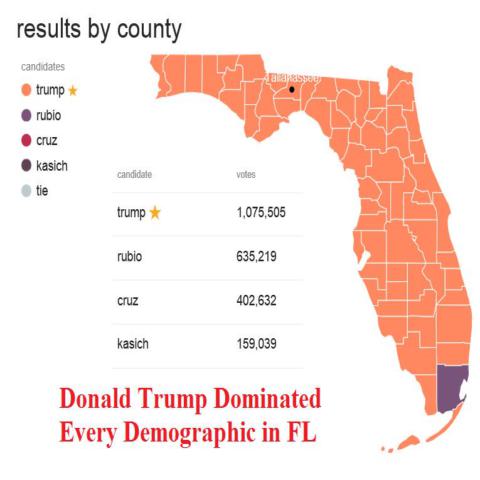 results by county
candidates
trump
rubio
cruz
kasich
tie
Tallahassee
candidate votes
trump 1,075,505
rubio 635,219
cruz 402,632
kasich 159,039
Donald Trump Dominated
Every Demographic in FL